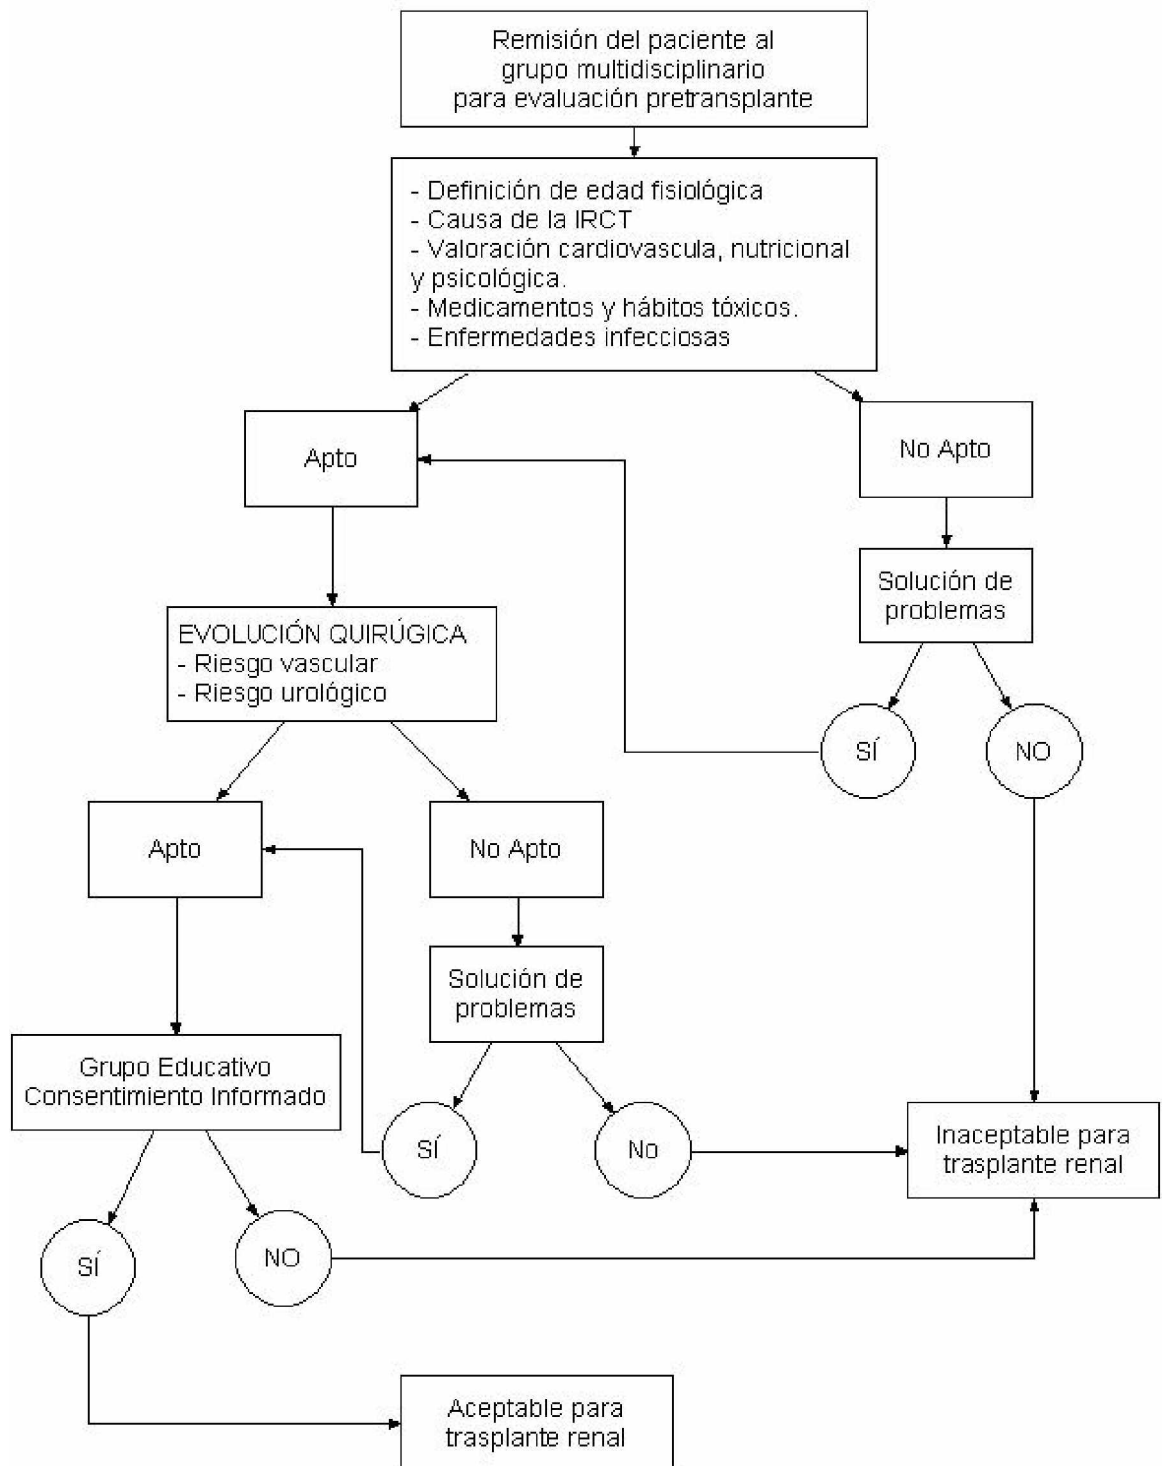 Remisión del paciente al
grupo multidisciplinario
para evaluación pretransplante
- Definición de edad fisiológica
- Causa de la IRCT
- Valoración cardiovascula, nutricional
y psicológica.
- Medicamentos y hábitos tóxicos.
- Enfermedades infecciosas
Apto
No Apto
Solución de
problemas
EVOLUCIÓN QUIRÚGICA
- Riesgo vascular
- Riesgo urológico
SÍ
NO
Apto
No Apto
Solución de
problemas
Grupo Educativo
Consentimiento Informado
SÍ
No
Inaceptable para
trasplante renal
SÍ
NO
Aceptable para
trasplante renal